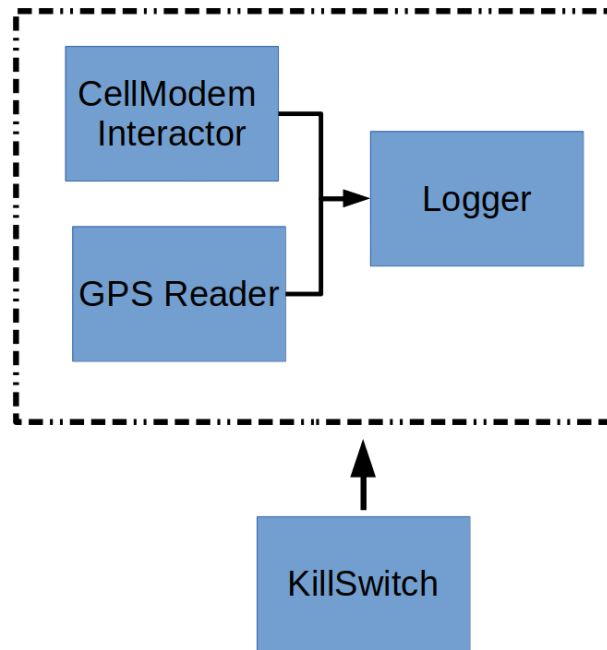 CellModem
Interactor
Logger
GPS Reader
KillSwitch